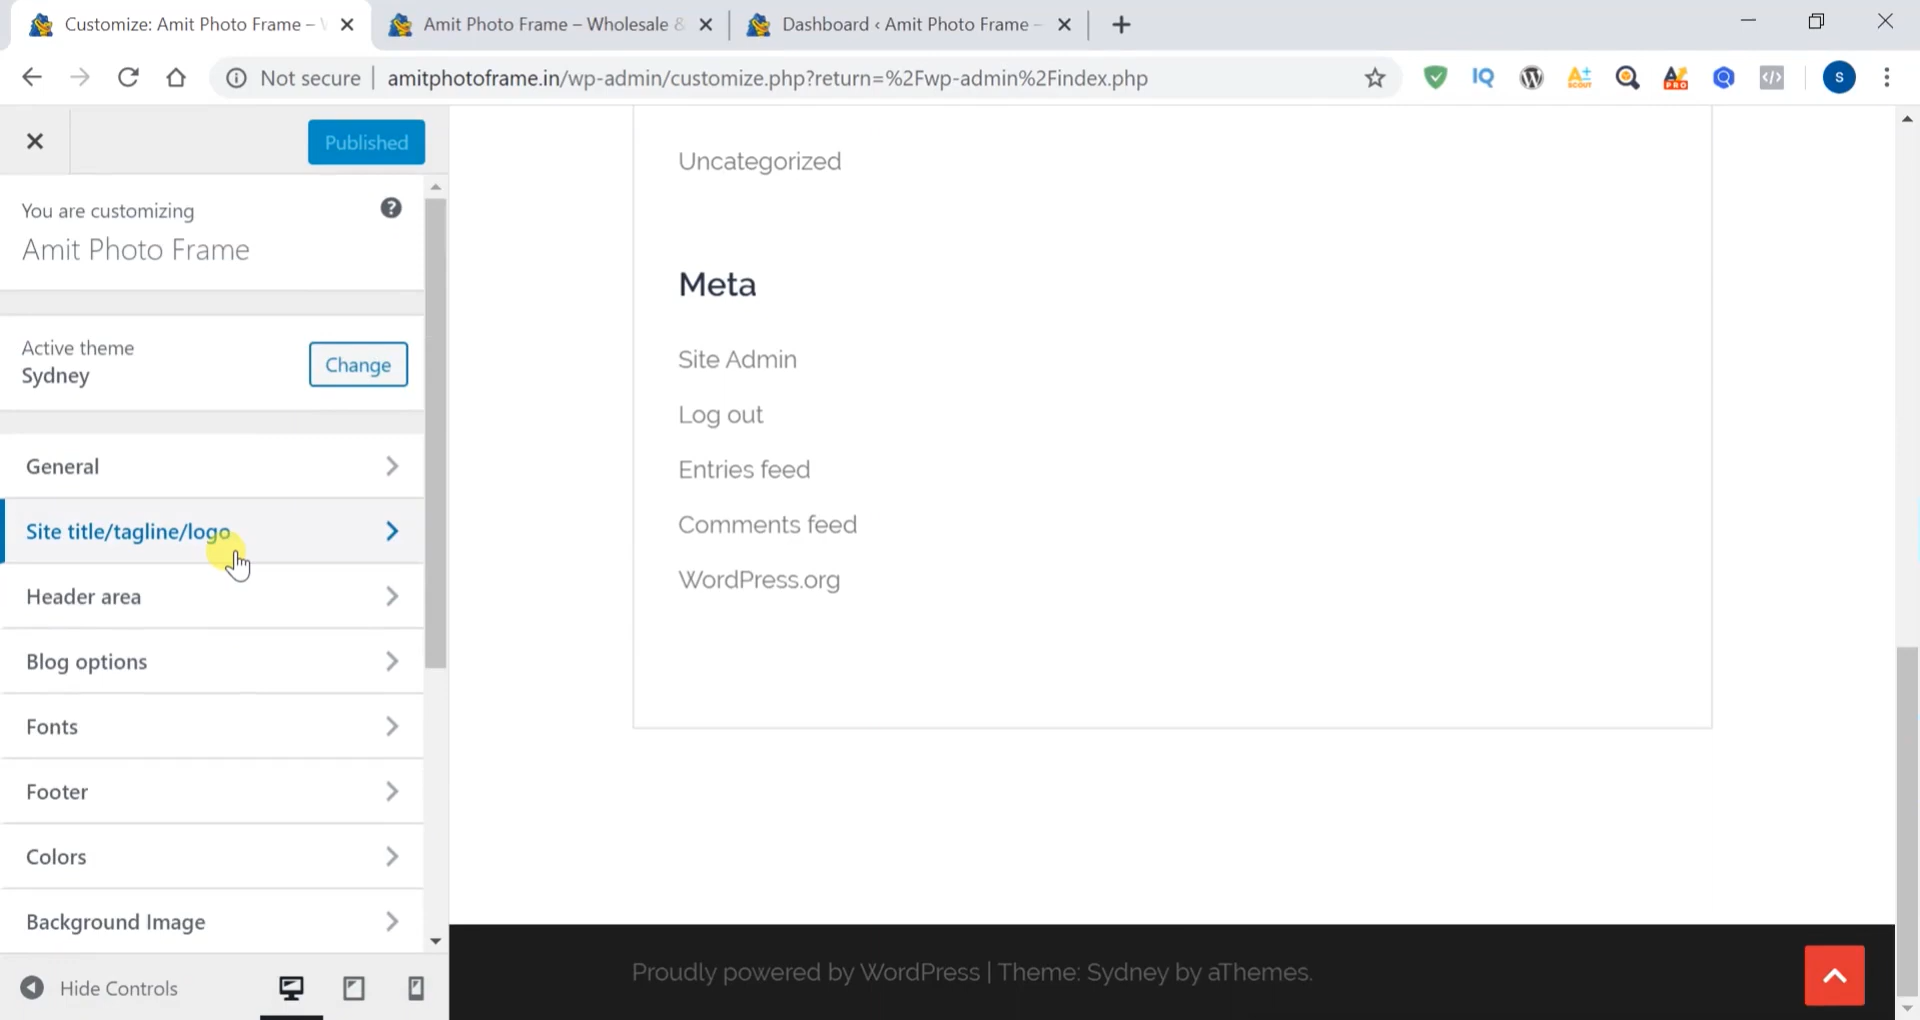 Customize: Amit Photo Frame –
Amit Photo Frame – Wholesale &
Dashboard ‹ Amit Photo Frame –
Not secure
amitphotoframe.in/wp-admin/customize.php?return=%2Fwp-admin%2Findex.php
IQ
A+
SCOUT
PRO
S
Published
You are customizing
Amit Photo Frame
Active theme
Sydney
Change
General
Site title/tagline/logo
Header area
Blog options
Fonts
Footer
Colors
Background Image
Hide Controls
Uncategorized
Meta
Site Admin
Log out
Entries feed
Comments feed
WordPress.org
Proudly powered by WordPress | Theme: Sydney by aThemes.